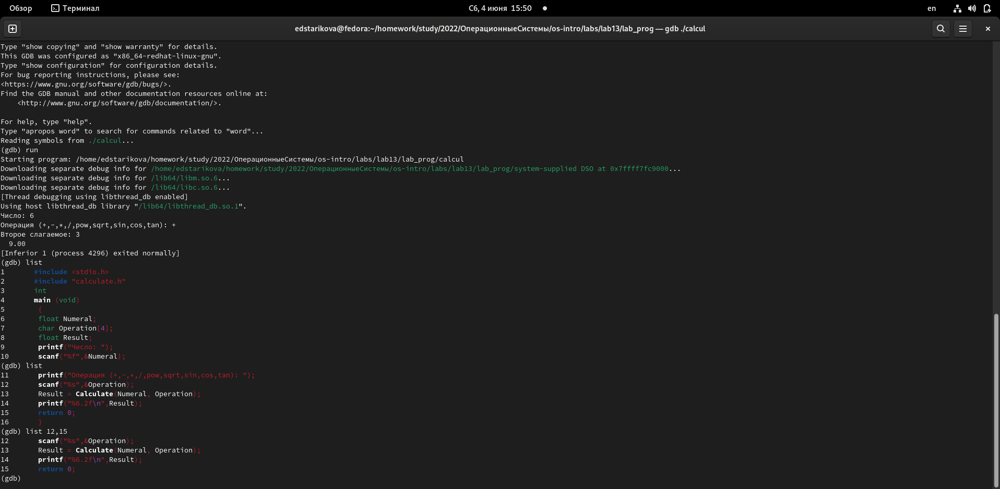 Обзор Терминал Сб, 4 июня 15:50 en
edstarikova@fedora:~/homework/study/2022/ОперационныеСистемы/os-intro/labs/lab13/lab_prog — gdb ./calcul
Type "show copying" and "show warranty" for details.
This GDB was configured as "x86_64-redhat-linux-gnu".
Type "show configuration" for configuration details.
For bug reporting instructions, please see:
<https://www.gnu.org/software/gdb/bugs/>.
Find the GDB manual and other documentation resources online at:
    <http://www.gnu.org/software/gdb/documentation/>.

For help, type "help".
Type "apropos word" to search for commands related to "word"...
Reading symbols from ./calcul...
(gdb) run
Starting program: /home/edstarikova/homework/study/2022/ОперационныеСистемы/os-intro/labs/lab13/lab_prog/calcul
Downloading separate debug info for /home/edstarikova/homework/study/2022/ОперационныеСистемы/os-intro/labs/lab13/lab_prog/system-supplied DSO at 0x7ffff7fc9000...
Downloading separate debug info for /lib64/libm.so.6...
Downloading separate debug info for /lib64/libc.so.6...
[Thread debugging using libthread_db enabled]
Using host libthread_db library "/lib64/libthread_db.so.1".
Число: 6
Операция (+,-,*,/,pow,sqrt,sin,cos,tan): +
Второе слагаемое: 3
  9.00
[Inferior 1 (process 4296) exited normally]
(gdb) list
1       #include <stdio.h>
2       #include "calculate.h"
3       int
4       main (void)
5        {
6        float Numeral;
7        char Operation[4];
8        float Result;
9        printf("Число: ");
10       scanf("%f",&Numeral);
(gdb) list
11       printf("Операция (+,-,*,/,pow,sqrt,sin,cos,tan): ");
12       scanf("%s",&Operation);
13       Result = Calculate(Numeral, Operation);
14       printf("%6.2f\n",Result);
15       return 0;
16       }
(gdb) list 12,15
12       scanf("%s",&Operation);
13       Result = Calculate(Numeral, Operation);
14       printf("%6.2f\n",Result);
15       return 0;
(gdb)